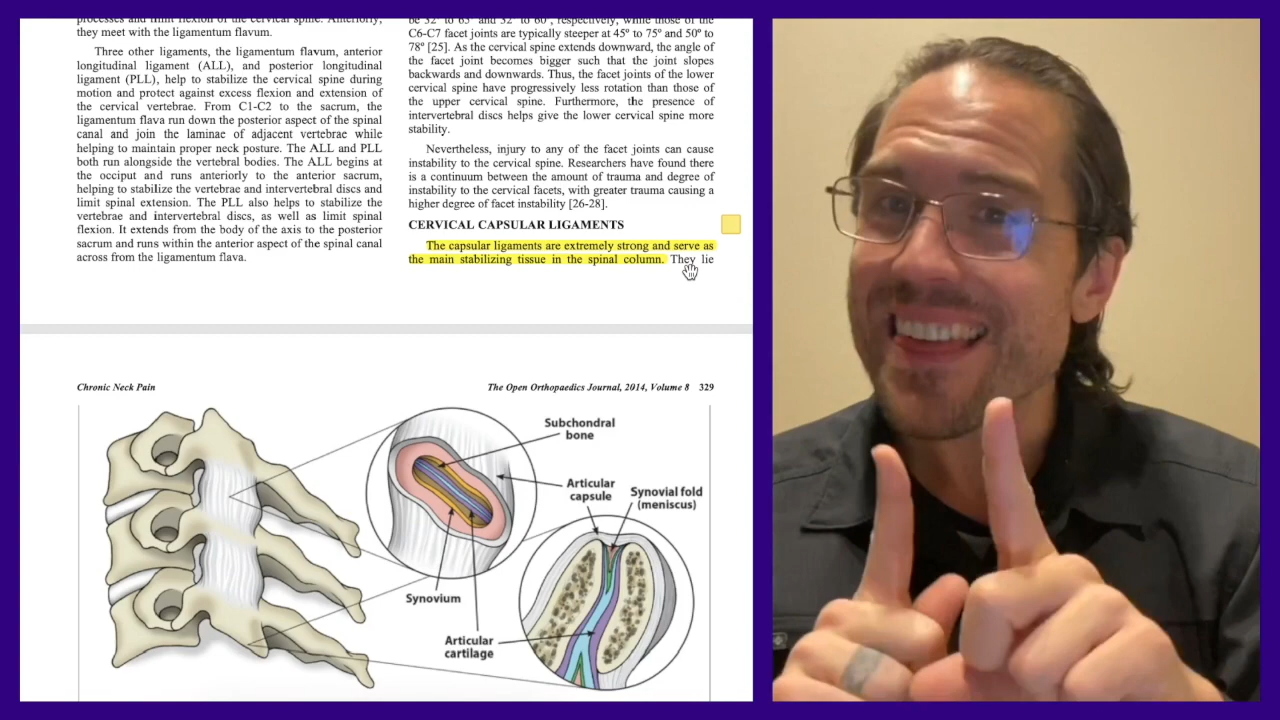 processes and limit flexion of the cervical spine. Anteriorly,
they meet with the ligamentum flavum.
Three other ligaments, the ligamentum flavum, anterior
longitudinal ligament (ALL), and posterior longitudinal
ligament (PLL), help to stabilize the cervical spine during
motion and protect against excess flexion and extension of
the cervical vertebrae. From C1-C2 to the sacrum, the
ligamentum flava run down the posterior aspect of the spinal
canal and join the laminae of adjacent vertebrae while
helping to maintain proper neck posture. The ALL and PLL
both run alongside the vertebral bodies. The ALL begins at
the occiput and runs anteriorly to the anterior sacrum,
helping to stabilize the vertebrae and intervertebral discs and
limit spinal extension. The PLL also helps to stabilize the
vertebrae and intervertebral discs, as well as limit spinal
flexion. It extends from the body of the axis to the posterior
sacrum and runs within the anterior aspect of the spinal canal
across from the ligamentum flava.
be 32° to 65° and 32° to 60°, respectively, while those of the
C6-C7 facet joints are typically steeper at 45° to 75° and 50° to
78° [25]. As the cervical spine extends downward, the angle of
the facet joint becomes bigger such that the joint slopes
backwards and downwards. Thus, the facet joints of the lower
cervical spine have progressively less rotation than those of
the upper cervical spine. Furthermore, the presence of
intervertebral discs helps give the lower cervical spine more
stability.
Nevertheless, injury to any of the facet joints can cause
instability to the cervical spine. Researchers have found there
is a continuum between the amount of trauma and degree of
instability to the cervical facets, with greater trauma causing a
higher degree of facet instability [26-28].
CERVICAL CAPSULAR LIGAMENTS
The capsular ligaments are extremely strong and serve as
the main stabilizing tissue in the spinal column. They lie
Chronic Neck Pain
The Open Orthopaedics Journal, 2014, Volume 8 329
Subchondral
bone
Articular
capsule
Synovial fold
(meniscus)
Synovium
Articular
cartilage